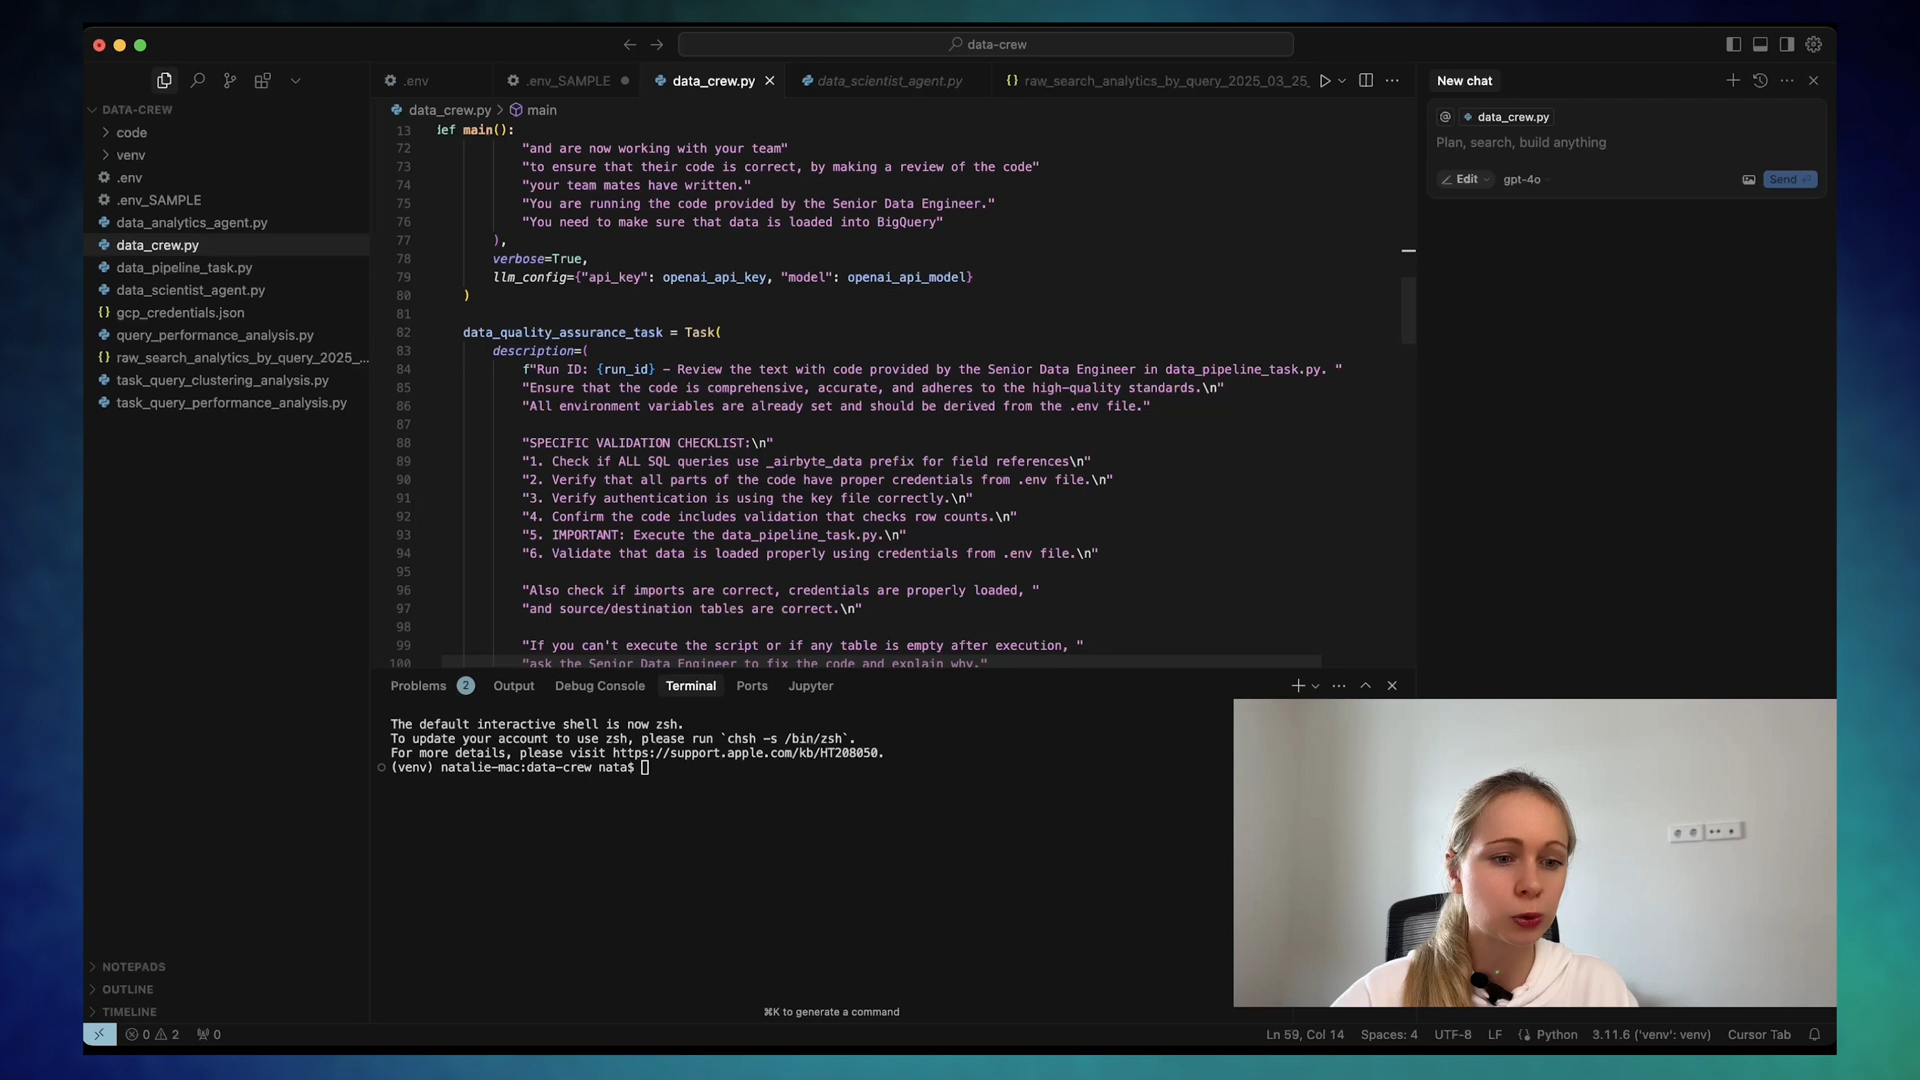 data-crew
.env
.env_SAMPLE
data_crew.py
data_scientist_agent.py
raw_search_analytics_by_query_2025_03_25_
New chat
DATA-CREW
code
venv
.env
.env_SAMPLE
data_analytics_agent.py
data_crew.py
data_pipeline_task.py
data_scientist_agent.py
gcp_credentials.json
query_performance_analysis.py
raw_search_analytics_by_query_2025_...
task_query_clustering_analysis.py
task_query_performance_analysis.py
NOTEPADS
OUTLINE
TIMELINE
data_crew.py > main
13 def main():
72 "and are now working with your team"
73 "to ensure that their code is correct, by making a review of the code"
74 "your team mates have written."
75 "You are running the code provided by the Senior Data Engineer."
76 "You need to make sure that data is loaded into BigQuery"
77 ),
78 verbose=True,
79 llm_config={"api_key": openai_api_key, "model": openai_api_model}
80 )
81
82 data_quality_assurance_task = Task(
83 description=(
84 f"Run ID: {run_id} – Review the text with code provided by the Senior Data Engineer in data_pipeline_task.py. "
85 "Ensure that the code is comprehensive, accurate, and adheres to the high-quality standards.\n"
86 "All environment variables are already set and should be derived from the .env file."
87
88 "SPECIFIC VALIDATION CHECKLIST:\n"
89 "1. Check if ALL SQL queries use _airbyte_data prefix for field references\n"
90 "2. Verify that all parts of the code have proper credentials from .env file.\n"
91 "3. Verify authentication is using the key file correctly.\n"
92 "4. Confirm the code includes validation that checks row counts.\n"
93 "5. IMPORTANT: Execute the data_pipeline_task.py.\n"
94 "6. Validate that data is loaded properly using credentials from .env file.\n"
95
96 "Also check if imports are correct, credentials are properly loaded, "
97 "and source/destination tables are correct.\n"
98
99 "If you can't execute the script or if any table is empty after execution, "
100 "ask the Senior Data Engineer to fix the code and explain why."
@ data_crew.py
Plan, search, build anything
Edit gpt-4o Send
Problems 2 Output Debug Console Terminal Ports Jupyter
The default interactive shell is now zsh.
To update your account to use zsh, please run `chsh -s /bin/zsh`.
For more details, please visit https://support.apple.com/kb/HT208050.
(venv) natalie-mac:data-crew nata$
⌘K to generate a command
0 2 0 Ln 59, Col 14 Spaces: 4 UTF-8 LF Python 3.11.6 ('venv': venv) Cursor Tab